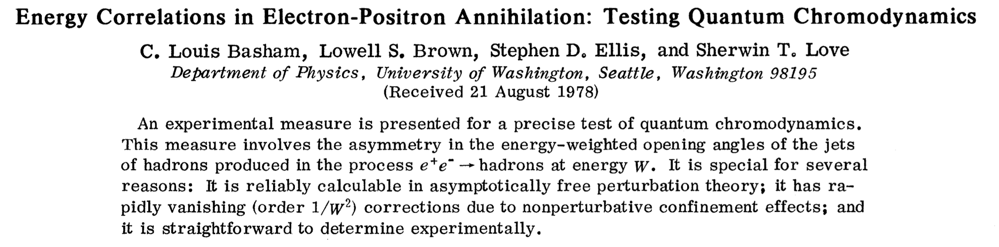 Energy Correlations in Electron-Positron Annihilation: Testing Quantum Chromodynamics
C. Louis Basham, Lowell S. Brown, Stephen D. Ellis, and Sherwin T. Love
Department of Physics, University of Washington, Seattle, Washington 98195
(Received 21 August 1978)
An experimental measure is presented for a precise test of quantum chromodynamics.
This measure involves the asymmetry in the energy-weighted opening angles of the jets
of hadrons produced in the process e⁺e⁻ → hadrons at energy W. It is special for several
reasons: It is reliably calculable in asymptotically free perturbation theory; it has ra-
pidly vanishing (order 1/W²) corrections due to nonperturbative confinement effects; and
it is straightforward to determine experimentally.